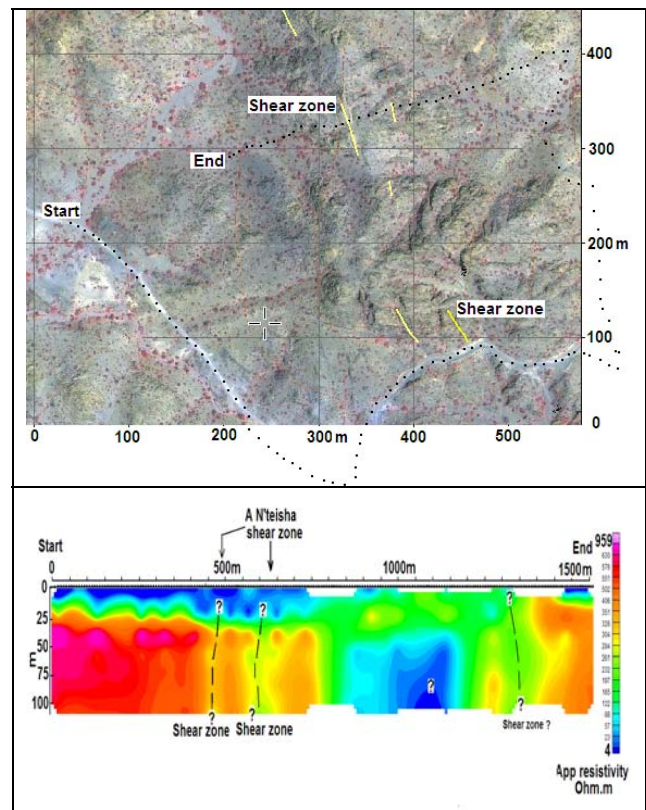 400
Shear zone
End
300
Start
200 m
Shear zone
100
0
0 100 200 300 m 400 500
A N'teisha
shear zone
Start
End
959
0 500m 1000m 1500m
0
25
50
75
100
m
? ? ?
?
? ? ?
Shear zone Shear zone
Shear zone ?
4
App resistivity
Ohm.m